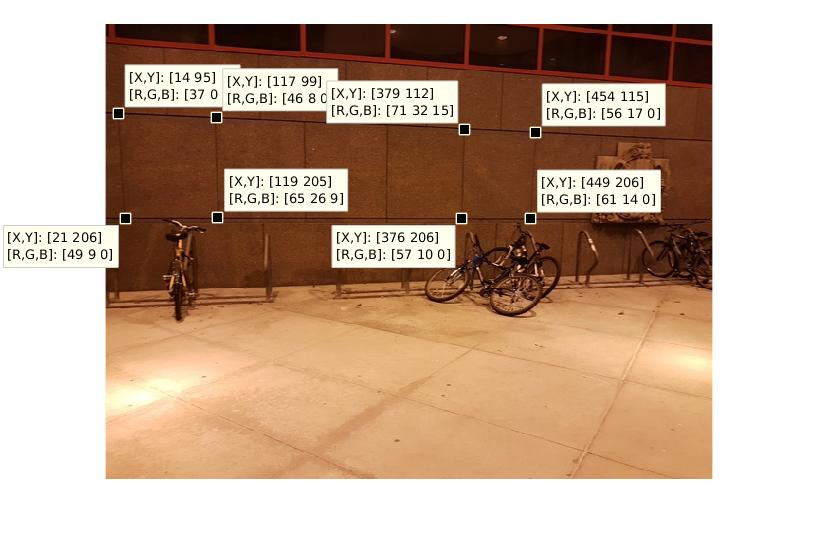 [X,Y]: [14 95]
[R,G,B]: [37 0
[X,Y]: [117 99]
[R,G,B]: [46 8 0
[X,Y]: [379 112]
[R,G,B]: [71 32 15]
[X,Y]: [454 115]
[R,G,B]: [56 17 0]
[X,Y]: [119 205]
[R,G,B]: [65 26 9]
[X,Y]: [449 206]
[R,G,B]: [61 14 0]
[X,Y]: [21 206]
[R,G,B]: [49 9 0]
[X,Y]: [376 206]
[R,G,B]: [57 10 0]